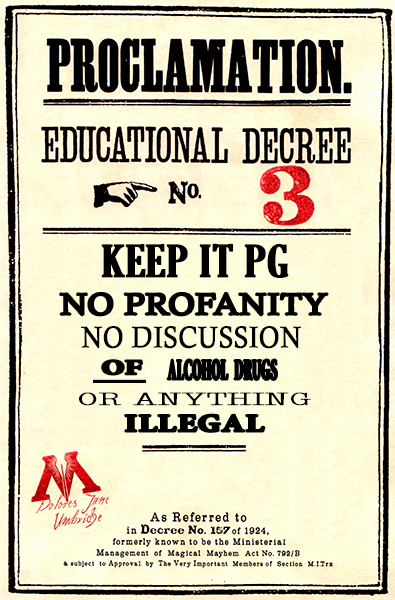 PROCLAMATION.
EDUCATIONAL DECREE
No. 3
KEEP IT PG
NO PROFANITY
NO DISCUSSION
OF ALCOHOL DRUGS
OR ANYTHING
ILLEGAL
M
Dolores Jane
Umbridge
As Referred to
in Decree No. 157 of 1924,
formerly known to be the Ministerial
Management of Magical Mayhem Act No. 792/B
& subject to Approval by The Very Important Members of Section M.I.Trx